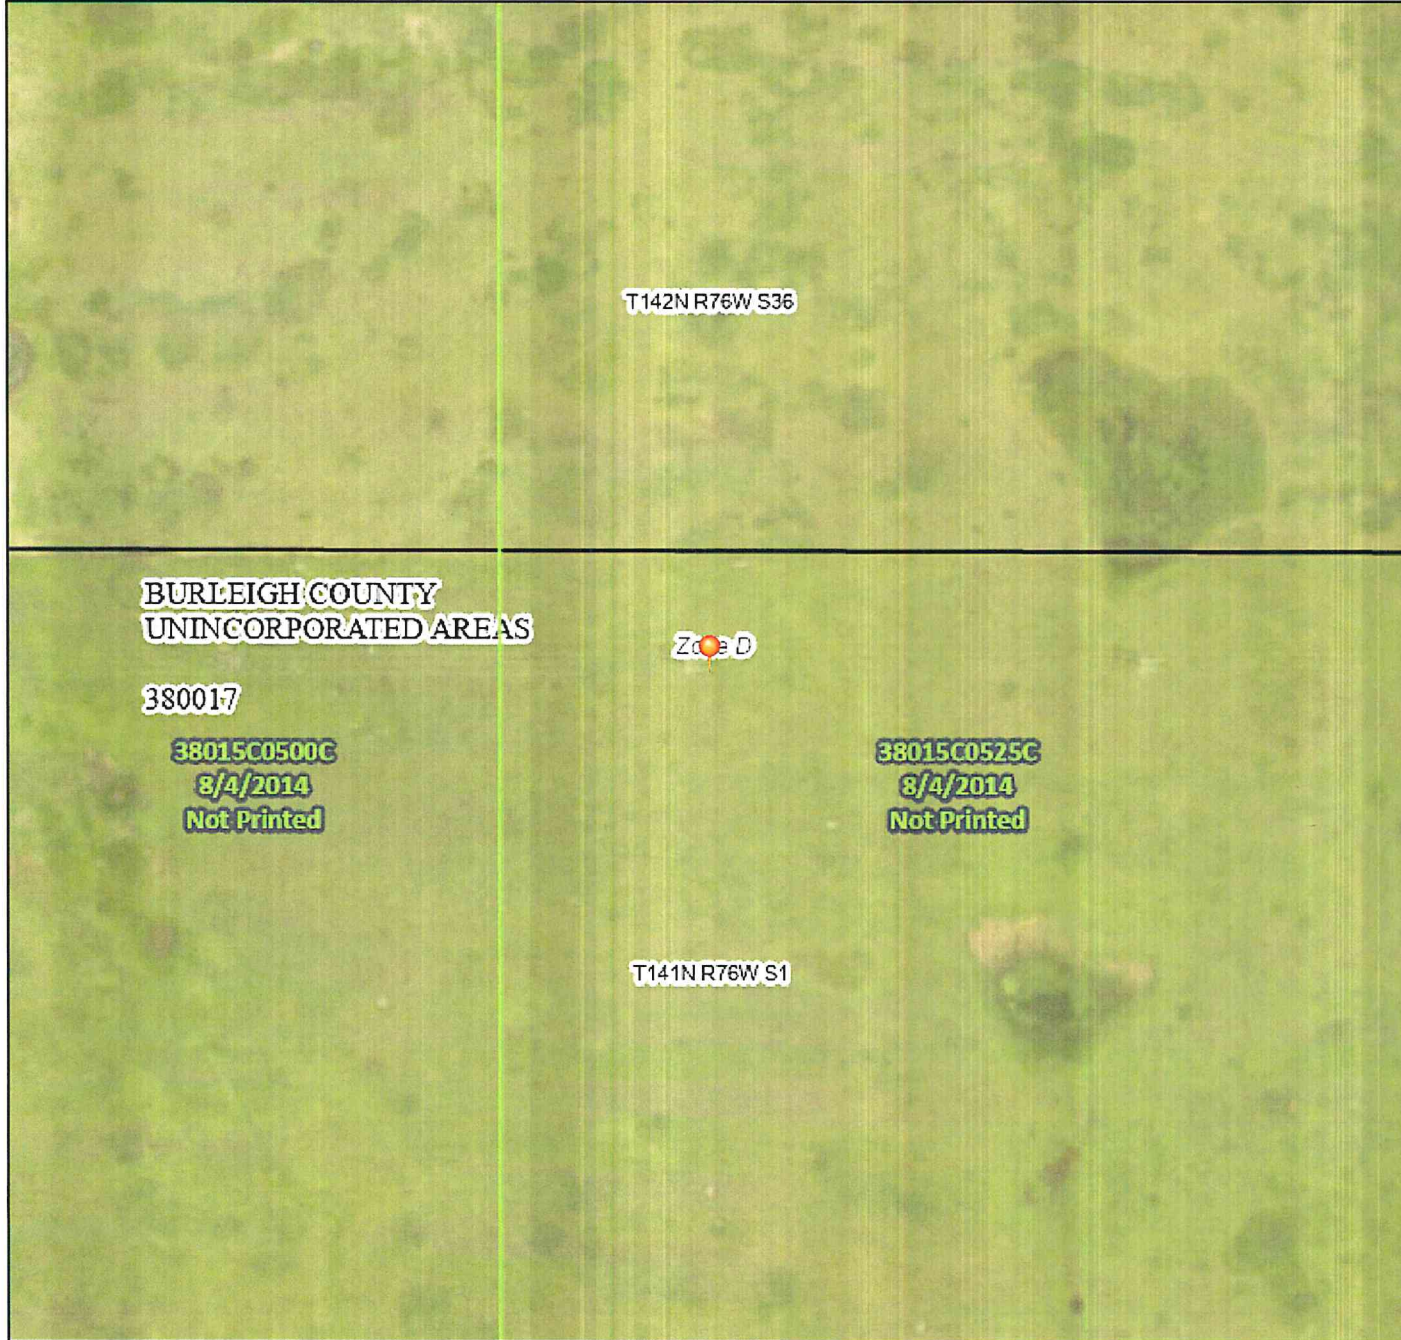 T142N R76W S36
BURLEIGH COUNTY
UNINCORPORATED AREAS
Zone D
380017
38015C0500C
8/4/2014
Not Printed
38015C0525C
8/4/2014
Not Printed
T141N R76W S1